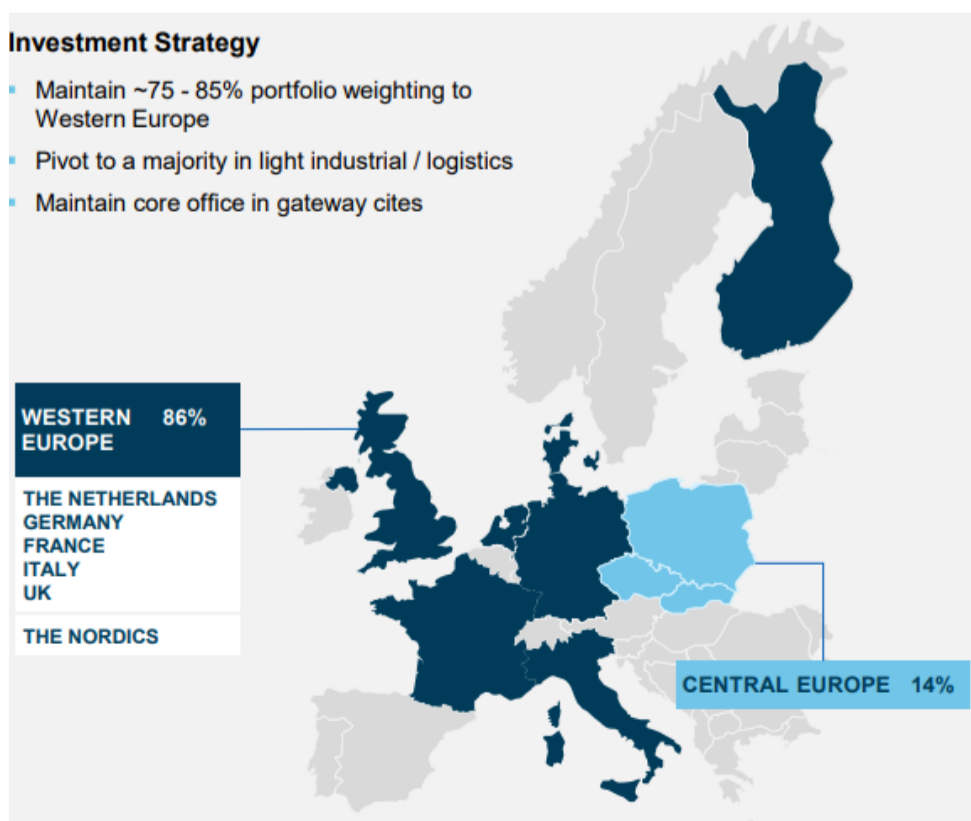 Investment Strategy
Maintain ~75 - 85% portfolio weighting to
Western Europe
Pivot to a majority in light industrial / logistics
Maintain core office in gateway cites
WESTERN 86%
EUROPE
THE NETHERLANDS
GERMANY
FRANCE
ITALY
UK
THE NORDICS
CENTRAL EUROPE 14%